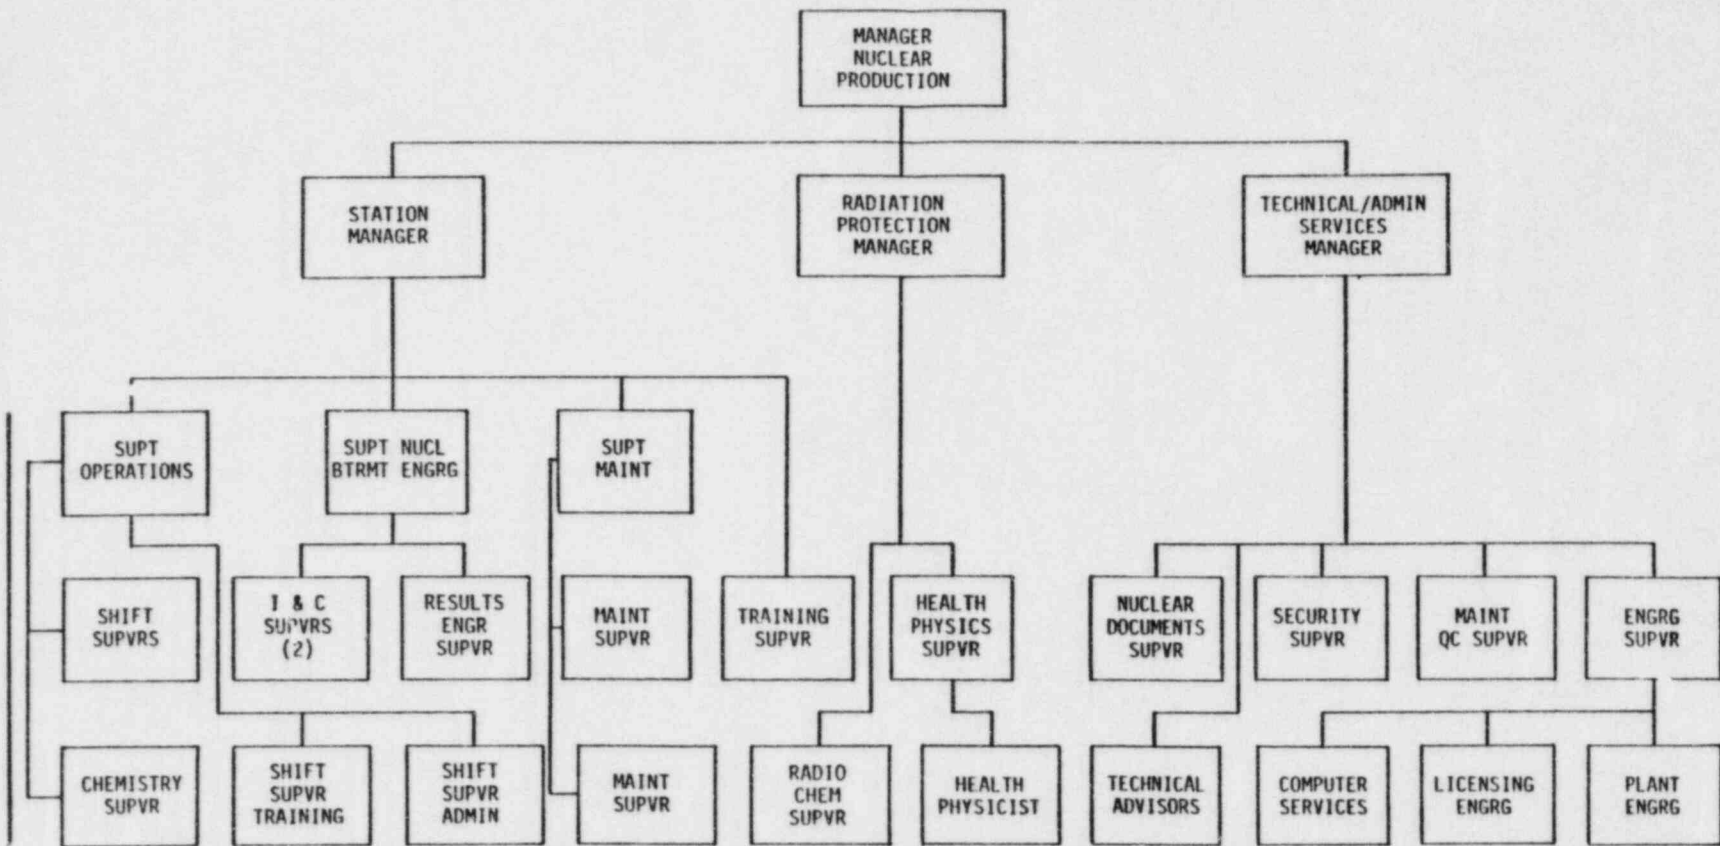 MANAGER
NUCLEAR
PRODUCTION
STATION
MANAGER
RADIATION
PROTECTION
MANAGER
TECHNICAL/ADMIN
SERVICES
MANAGER
SUPT
OPERATIONS
SUPT NUCL
BTRMT ENGRG
SUPT
MAINT
SHIFT
SUPVRS
I & C
SUPVRS
(2)
RESULTS
ENGR
SUPVR
MAINT
SUPVR
TRAINING
SUPVR
HEALTH
PHYSICS
SUPVR
NUCLEAR
DOCUMENTS
SUPVR
SECURITY
SUPVR
MAINT
QC SUPVR
ENGRG
SUPVR
CHEMISTRY
SUPVR
SHIFT
SUPVR
TRAINING
SHIFT
SUPVR
ADMIN
MAINT
SUPVR
RADIO
CHEM
SUPVR
HEALTH
PHYSICIST
TECHNICAL
ADVISORS
COMPUTER
SERVICES
LICENSING
ENGRG
PLANT
ENGRG